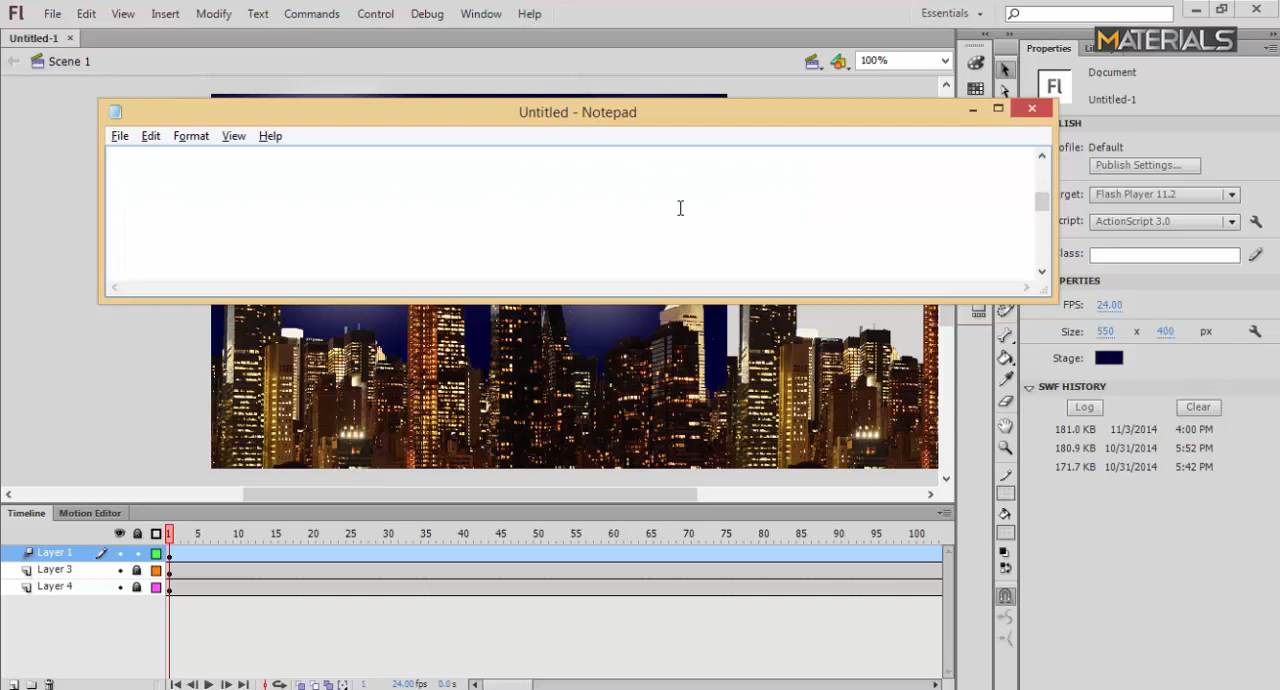 Fl File Edit View Insert Modify Text Commands Control Debug Window Help Essentials
Untitled-1 ×
MATERIALS
Scene 1 100%
Properties
Untitled - Notepad
File Edit Format View Help
Fl Document
Untitled-1
LISH
ofile: Default
Publish Settings...
rget: Flash Player 11.2
cript: ActionScript 3.0
lass:
OPERTIES
FPS: 24.00
Size: 550 x 400 px
Stage:
SWF HISTORY
Log Clear
181.0 KB 11/3/2014 4:00 PM
180.9 KB 10/31/2014 5:52 PM
171.7 KB 10/31/2014 5:42 PM
Timeline Motion Editor
1 5 10 15 20 25 30 35 40 45 50 55 60 65 70 75 80 85 90 95 100
Layer 1
Layer 3
Layer 4
1 24.00 fps 0.0 s